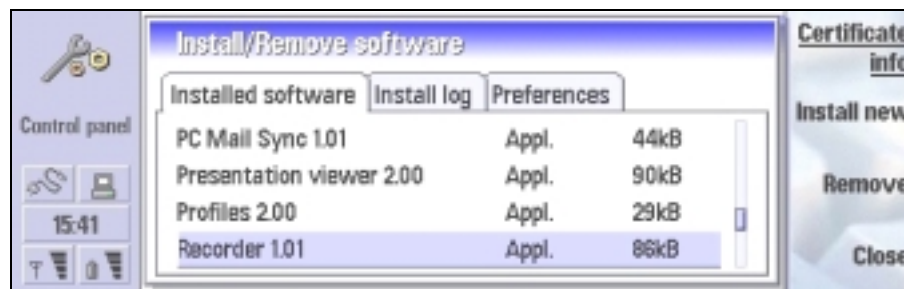 Control panel
15:41
Install/Remove software
Installed software Install log Preferences
PC Mail Sync 1.01 Appl. 44kB
Presentation viewer 2.00 Appl. 90kB
Profiles 2.00 Appl. 29kB
Recorder 1.01 Appl. 86kB
Certificate
info
Install new
Remove
Close